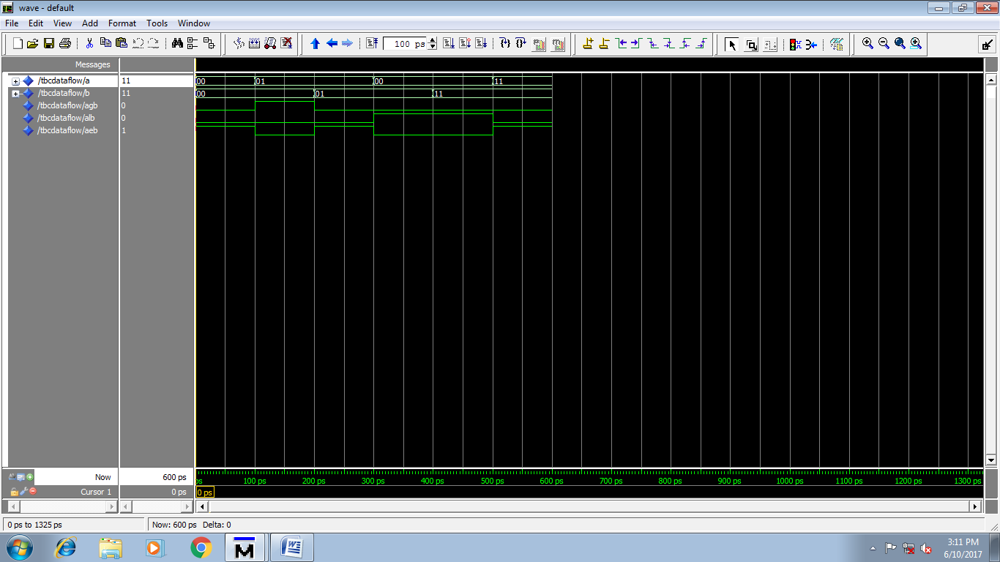 wave - default
File Edit View Add Format Tools Window
100 ps
Messages
/tbcdataflow/a 11 00 01 00 11
/tbcdataflow/b 11 00 01 11
/tbcdataflow/agb 0
/tbcdataflow/alb 0
/tbcdataflow/aeb 1
Now 600 ps ps 100 ps 200 ps 300 ps 400 ps 500 ps 600 ps 700 ps 800 ps 900 ps 1000 ps 1100 ps 1200 ps 1300 ps
Cursor 1 0 ps 0 ps
0 ps to 1325 ps Now: 600 ps Delta: 0
M W 3:11 PM
6/10/2017